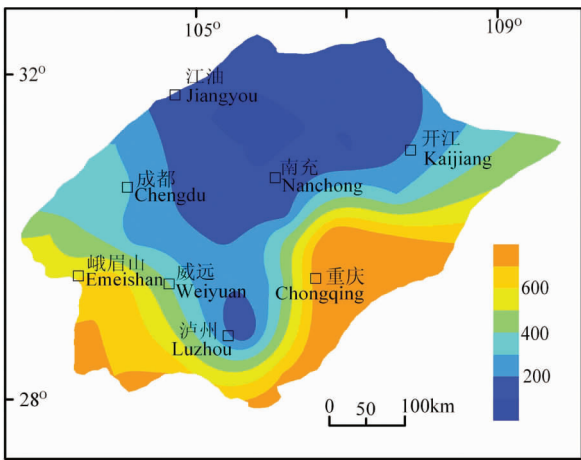 105°
109°
32°
江油
Jiangyou
开江
Kaijiang
南充
Nanchong
成都
Chengdu
峨眉山
Emeishan
威远
Weiyuan
重庆
Chongqing
泸州
Luzhou
600
400
200
28°
0 50 100km